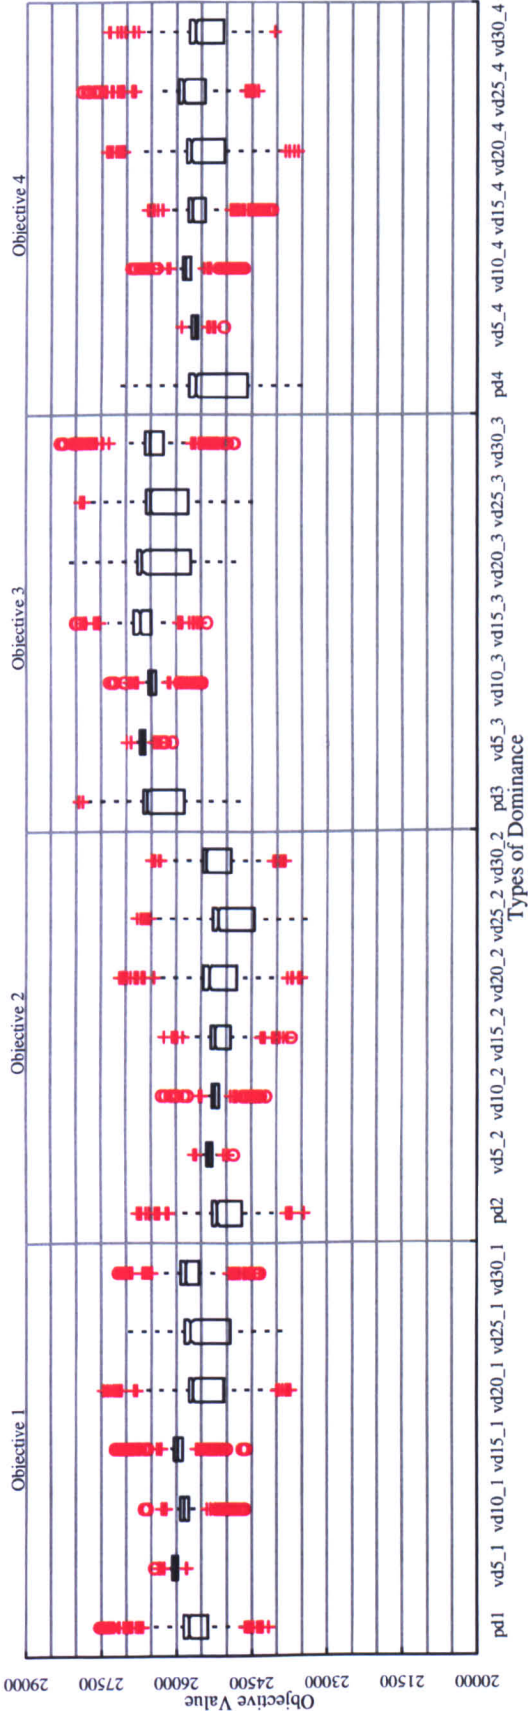 Objective 1
Objective 2
Objective 3
Objective 4
29000
27500
26000
24500
23000
21500
20000
Objective Value
pd1 vd5_1 vd10_1 vd15_1 vd20_1 vd25_1 vd30_1
pd2 vd5_2 vd10_2 vd15_2 vd20_2 vd25_2 vd30_2
pd3 vd5_3 vd10_3 vd15_3 vd20_3 vd25_3 vd30_3
pd4 vd5_4 vd10_4 vd15_4 vd20_4 vd25_4 vd30_4
Types of Dominance